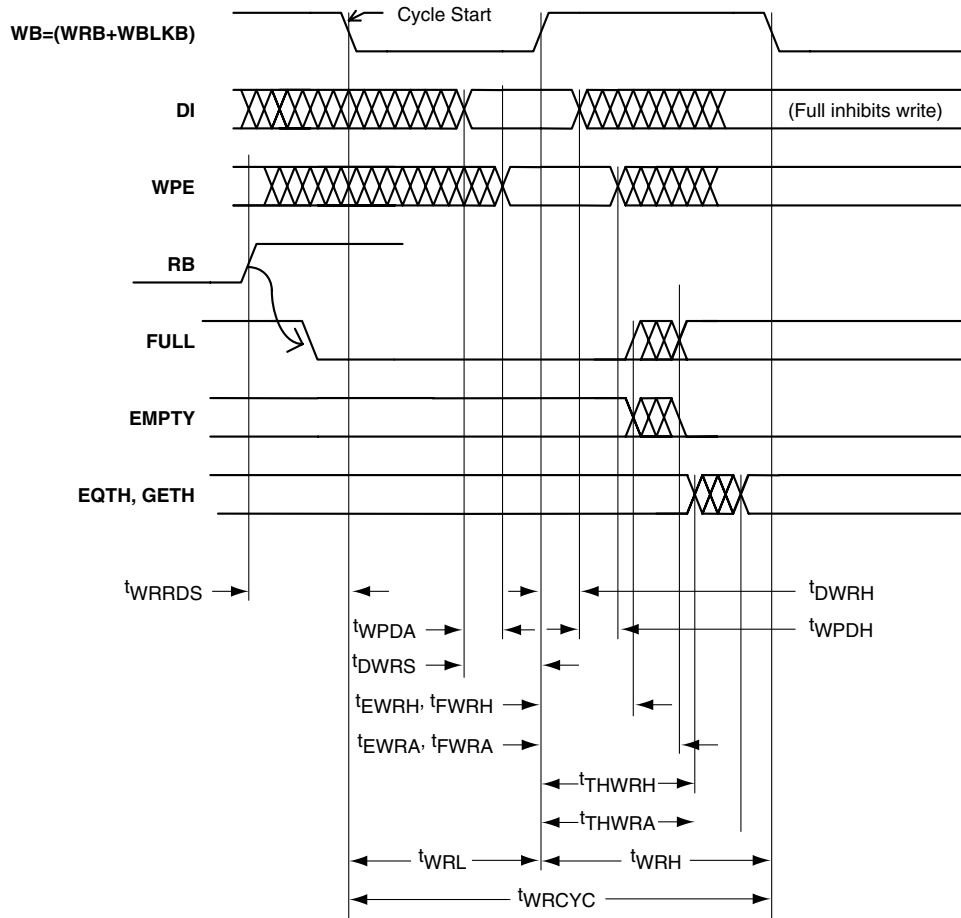 Cycle Start
WB=(WRB+WBLKB)
DI
(Full inhibits write)
WPE
RB
FULL
EMPTY
EQTH, GETH
tWRRDS
tDWRH
tWPDA
tWPDH
tDWRS
tEWRH, tFWRH
tEWRA, tFWRA
tTHWRH
tTHWRA
tWRL
tWRH
tWRCYC